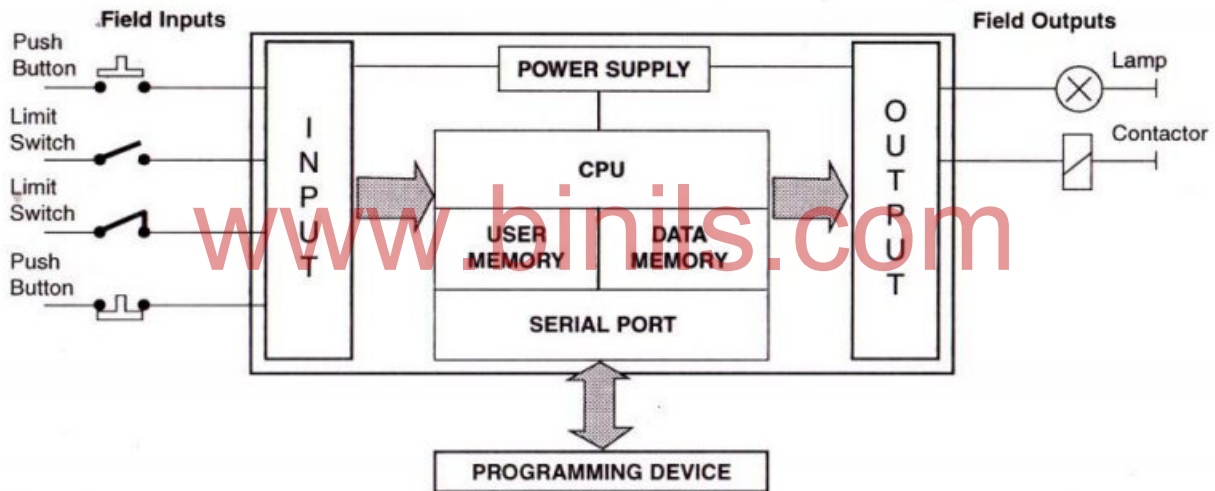 Field Inputs
Field Outputs
Push
Button
Limit
Switch
Limit
Switch
Push
Button
INPUT
POWER SUPPLY
CPU
USER
MEMORY
DATA
MEMORY
SERIAL PORT
OUTPUT
Lamp
Contactor
www.binils.com
PROGRAMMING DEVICE